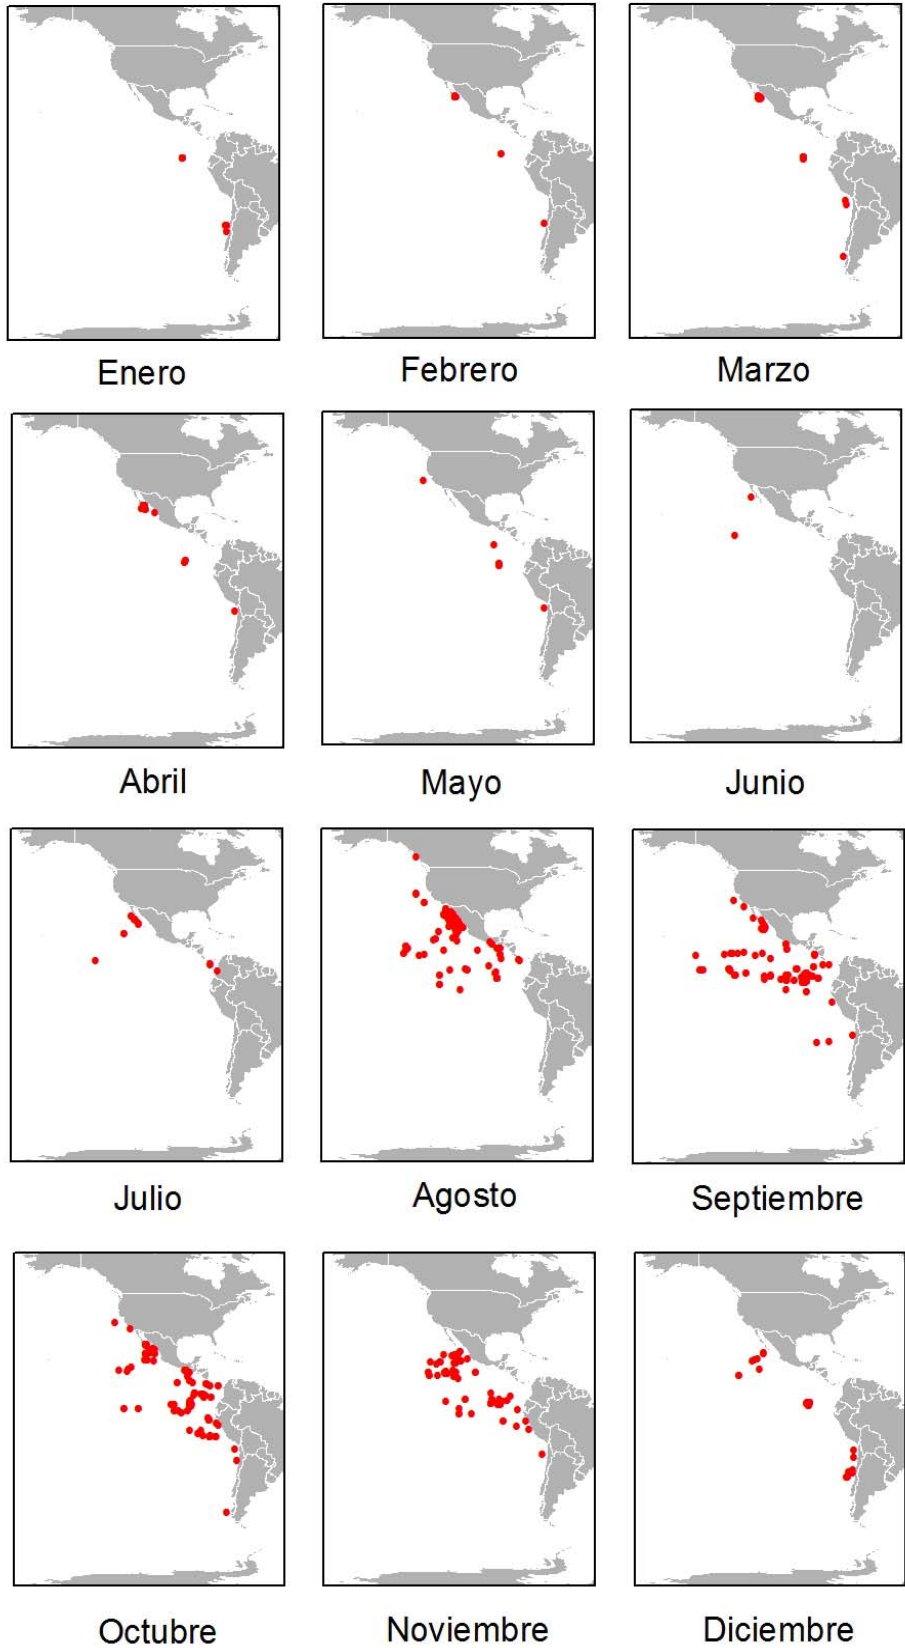 Enero
Febrero
Marzo
Abril
Mayo
Junio
Julio
Agosto
Septiembre
Octubre
Noviembre
Diciembre